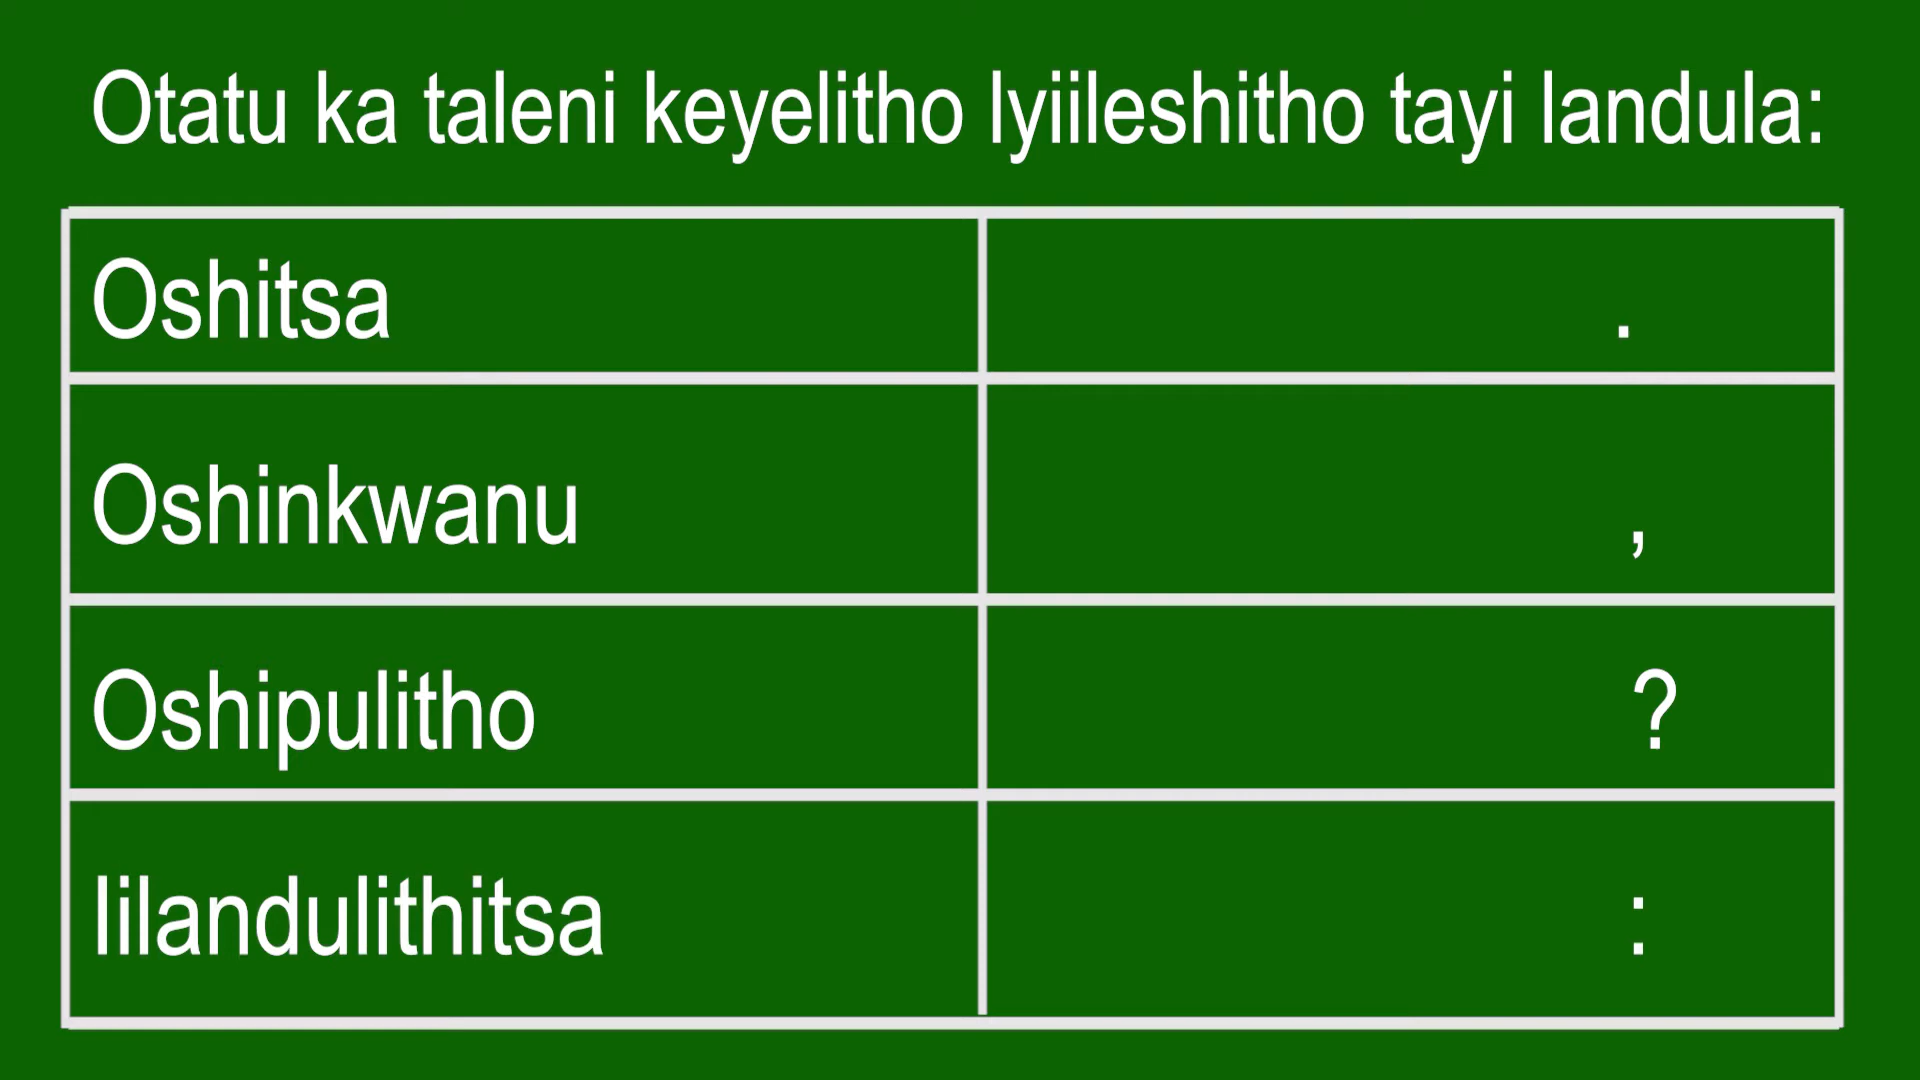 Otatu ka taleni keyelitho lyiileshitho tayi landula:
Oshitsa .
Oshinkwanu ,
Oshipulitho ?
Iilandulithitsa :